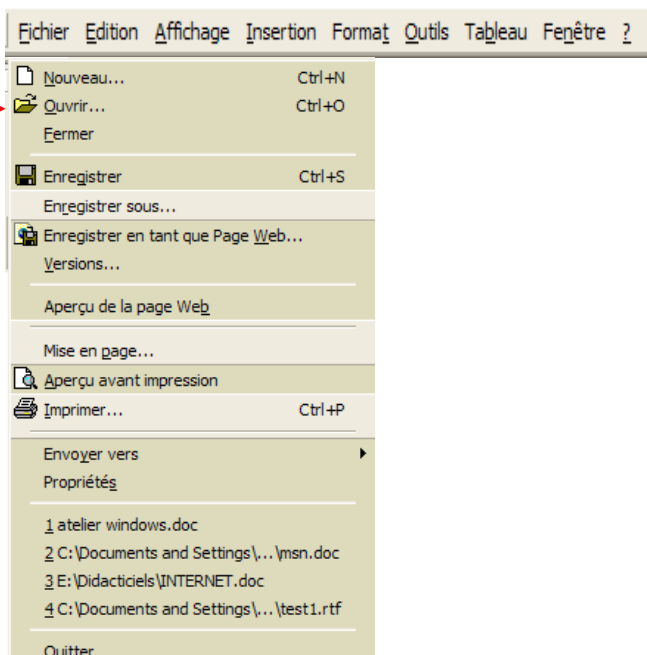 Fichier Edition Affichage Insertion Format Outils Tableau Fenêtre ?
Nouveau... Ctrl+N
Ouvrir... Ctrl+O
Fermer
Enregistrer Ctrl+S
Enregistrer sous...
Enregistrer en tant que Page Web...
Versions...
Aperçu de la page Web
Mise en page...
Aperçu avant impression
Imprimer... Ctrl+P
Envoyer vers
Propriétés
1 atelier windows.doc
2 C:\Documents and Settings\...\msn.doc
3 E:\Didacticiels\INTERNET.doc
4 C:\Documents and Settings\...\test1.rtf
Quitter